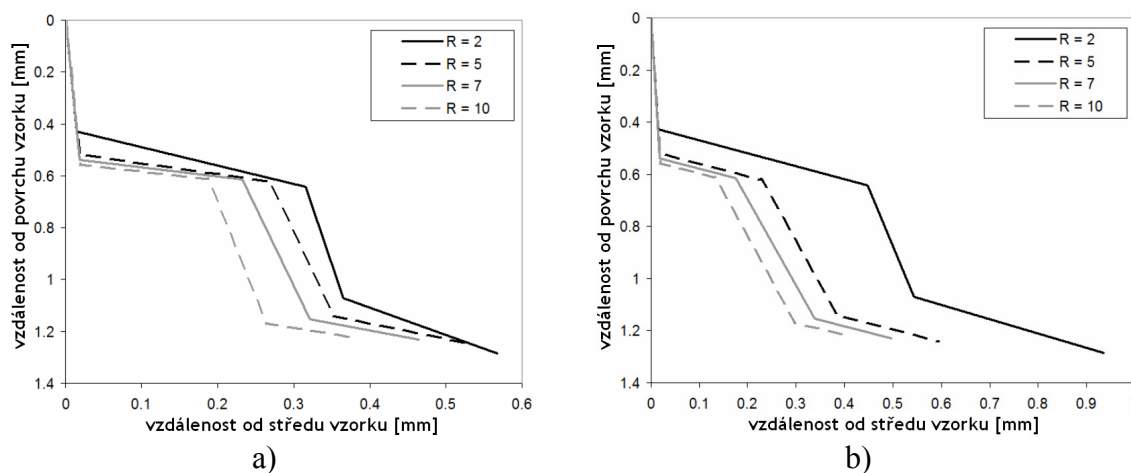 0
0.2
0.4
0.6
0.8
1
1.2
1.4
vzdálenost od povrchu vzorku [mm]
R = 2
R = 5
R = 7
R = 10
0 0.1 0.2 0.3 0.4 0.5 0.6
vzdálenost od středu vzorku [mm]
a)
0
0.2
0.4
0.6
0.8
1
1.2
1.4
vzdálenost od povrchu vzorku [mm]
R = 2
R = 5
R = 7
R = 10
0 0.1 0.2 0.3 0.4 0.5 0.6 0.7 0.8 0.9
vzdálenost od středu vzorku [mm]
b)